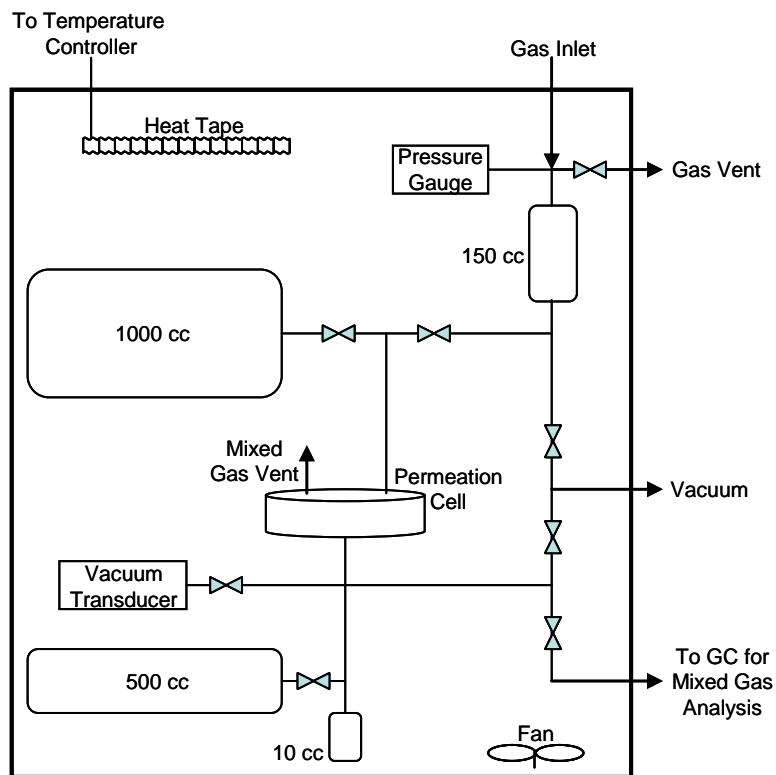 To Temperature
Controller
Gas Inlet
Heat Tape
Pressure
Gauge
Gas Vent
150 cc
1000 cc
Mixed
Gas Vent
Permeation
Cell
Vacuum
Vacuum
Transducer
500 cc
To GC for
Mixed Gas
Analysis
10 cc
Fan